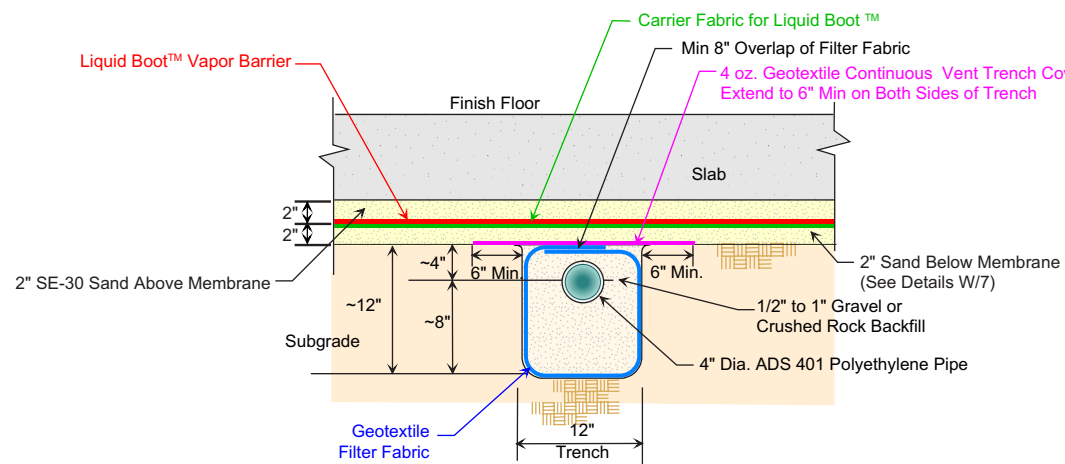 Carrier Fabric for Liquid Boot ™
Min 8" Overlap of Filter Fabric
Liquid Boot™ Vapor Barrier
4 oz. Geotextile Continuous Vent Trench
Extend to 6" Min on Both Sides of Trench
Finish Floor
Slab
2"
2"
~4"
6" Min.
6" Min.
2" Sand Below Membrane
(See Details W/7)
2" SE-30 Sand Above Membrane
~12"
1/2" to 1" Gravel or
Crushed Rock Backfill
~8"
Subgrade
4" Dia. ADS 401 Polyethylene Pipe
Geotextile
Filter Fabric
12"
Trench